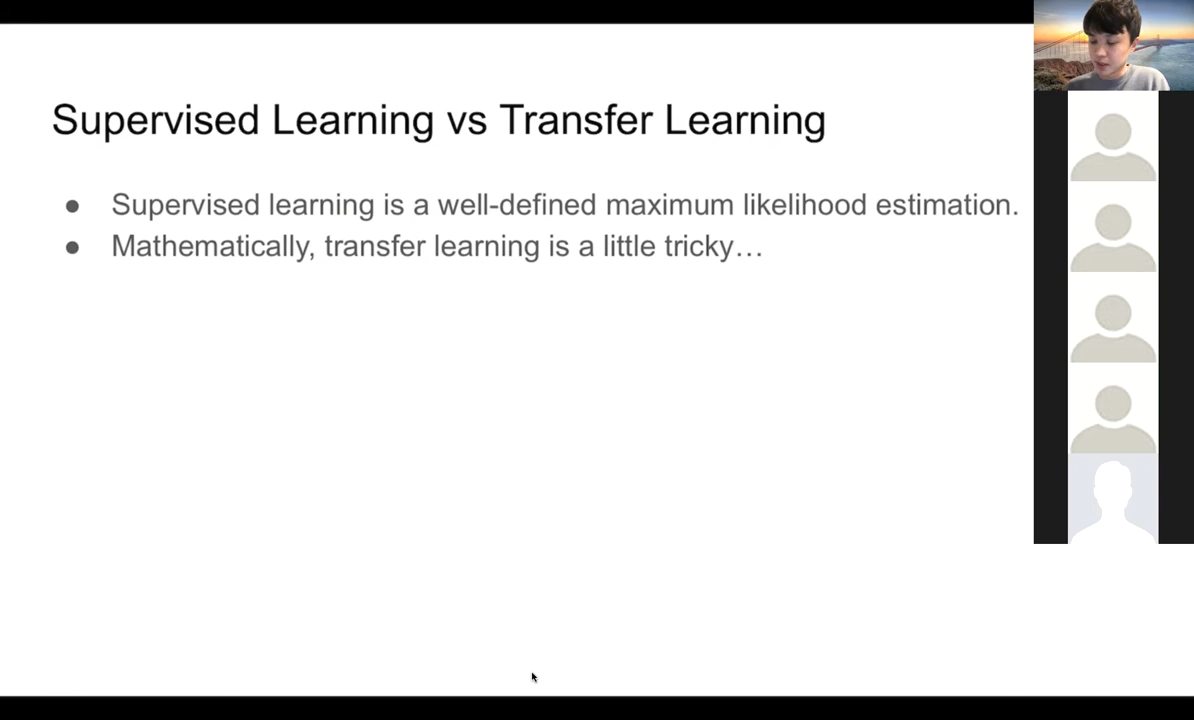 Supervised Learning vs Transfer Learning
● Supervised learning is a well-defined maximum likelihood estimation.
● Mathematically, transfer learning is a little tricky…